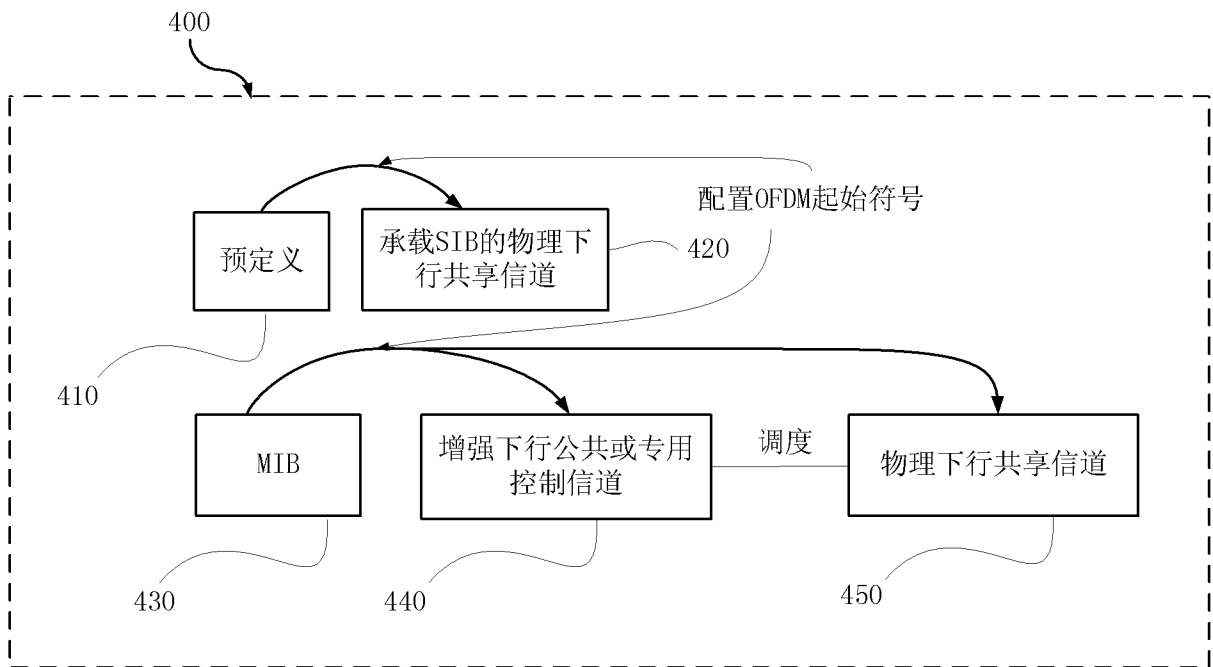 400
配置OFDM起始符号
预定义
承载SIB的物理下
行共享信道
420
410
MIB
增强下行公共或专用
控制信道
调度
物理下行共享信道
430
440
450